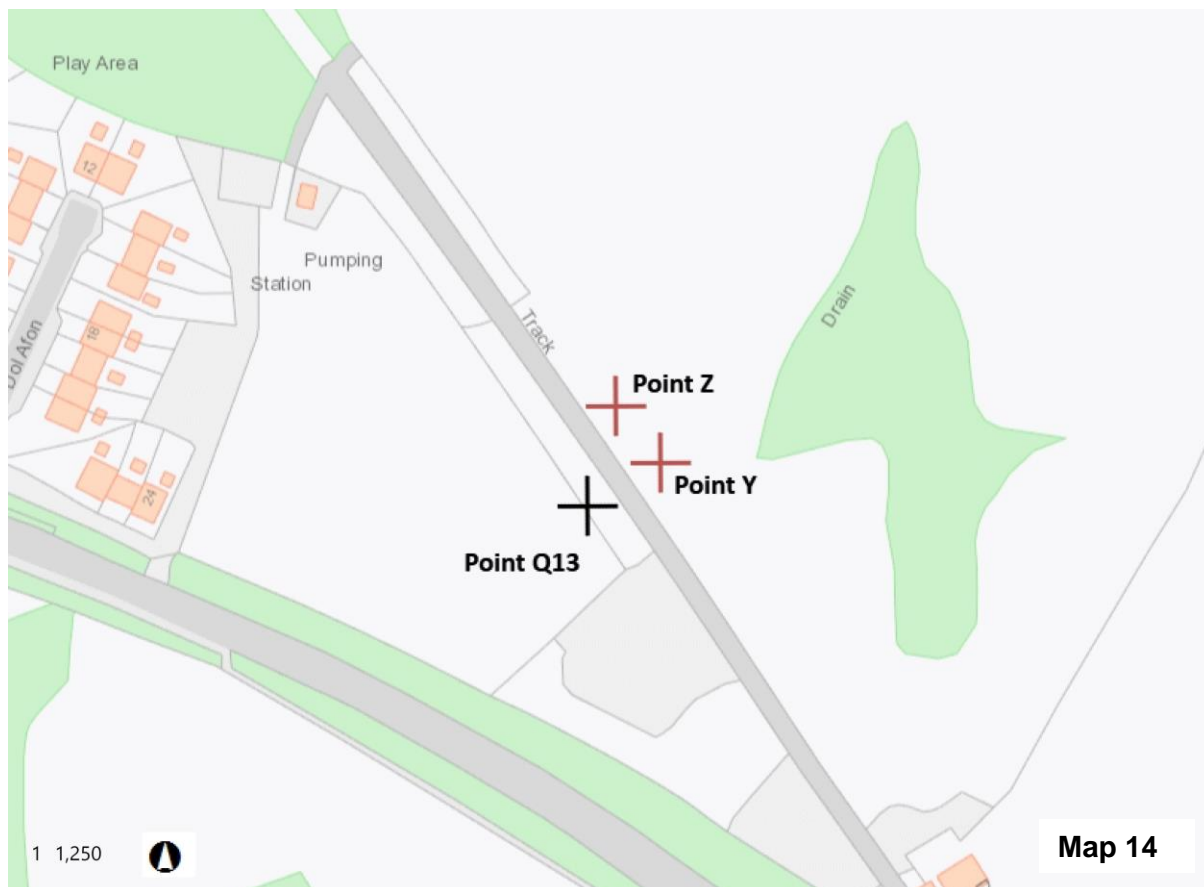 Play Area
12
Pumping
Station
Track
Drain
Dol Afon
18
Point Z
Point Y
24
Point Q13
1 1,250
Map 14